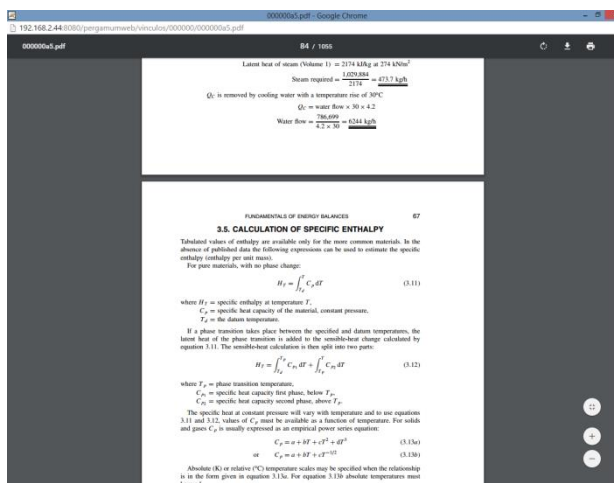 000000a5.pdf - Google Chrome
192.168.2.44:8080/pergamumweb/vinculos/000000/000000a5.pdf
000000a5.pdf
84 / 1055
Latent heat of steam (Volume 1) = 2174 kJ/kg at 274 kN/m²
Steam required = 1,029,884 / 2174 = 473.7 kg/h
Q_C is removed by cooling water with a temperature rise of 30°C
Q_C = water flow × 30 × 4.2
Water flow = 786,699 / 4.2 × 30 = 6244 kg/h
FUNDAMENTALS OF ENERGY BALANCES 67
3.5. CALCULATION OF SPECIFIC ENTHALPY
Tabulated values of enthalpy are available only for the more common materials. In the
absence of published data the following expressions can be used to estimate the specific
enthalpy (enthalpy per unit mass).
For pure materials, with no phase change:
H_T = ∫_{T_d}^{T} C_p dT (3.11)
where H_T = specific enthalpy at temperature T,
C_p = specific heat capacity of the material, constant pressure,
T_d = the datum temperature.
If a phase transition takes place between the specified and datum temperatures, the
latent heat of the phase transition is added to the sensible-heat change calculated by
equation 3.11. The sensible-heat calculation is then split into two parts:
H_T = ∫_{T_d}^{T_p} C_{p1} dT + ∫_{T_p}^{T} C_{p2} dT (3.12)
where T_p = phase transition temperature,
C_{p1} = specific heat capacity first phase, below T_p,
C_{p2} = specific heat capacity second phase, above T_p.
The specific heat at constant pressure will vary with temperature and to use equations
3.11 and 3.12, values of C_p must be available as a function of temperature. For solids
and gases C_p is usually expressed as an empirical power series equation:
C_p = a + bT + cT² + dT³ (3.13a)
or C_p = a + bT + cT^{-1/2} (3.13b)
Absolute (K) or relative (°C) temperature scales may be specified when the relationship
is in the form given in equation 3.13a. For equation 3.13b absolute temperatures must